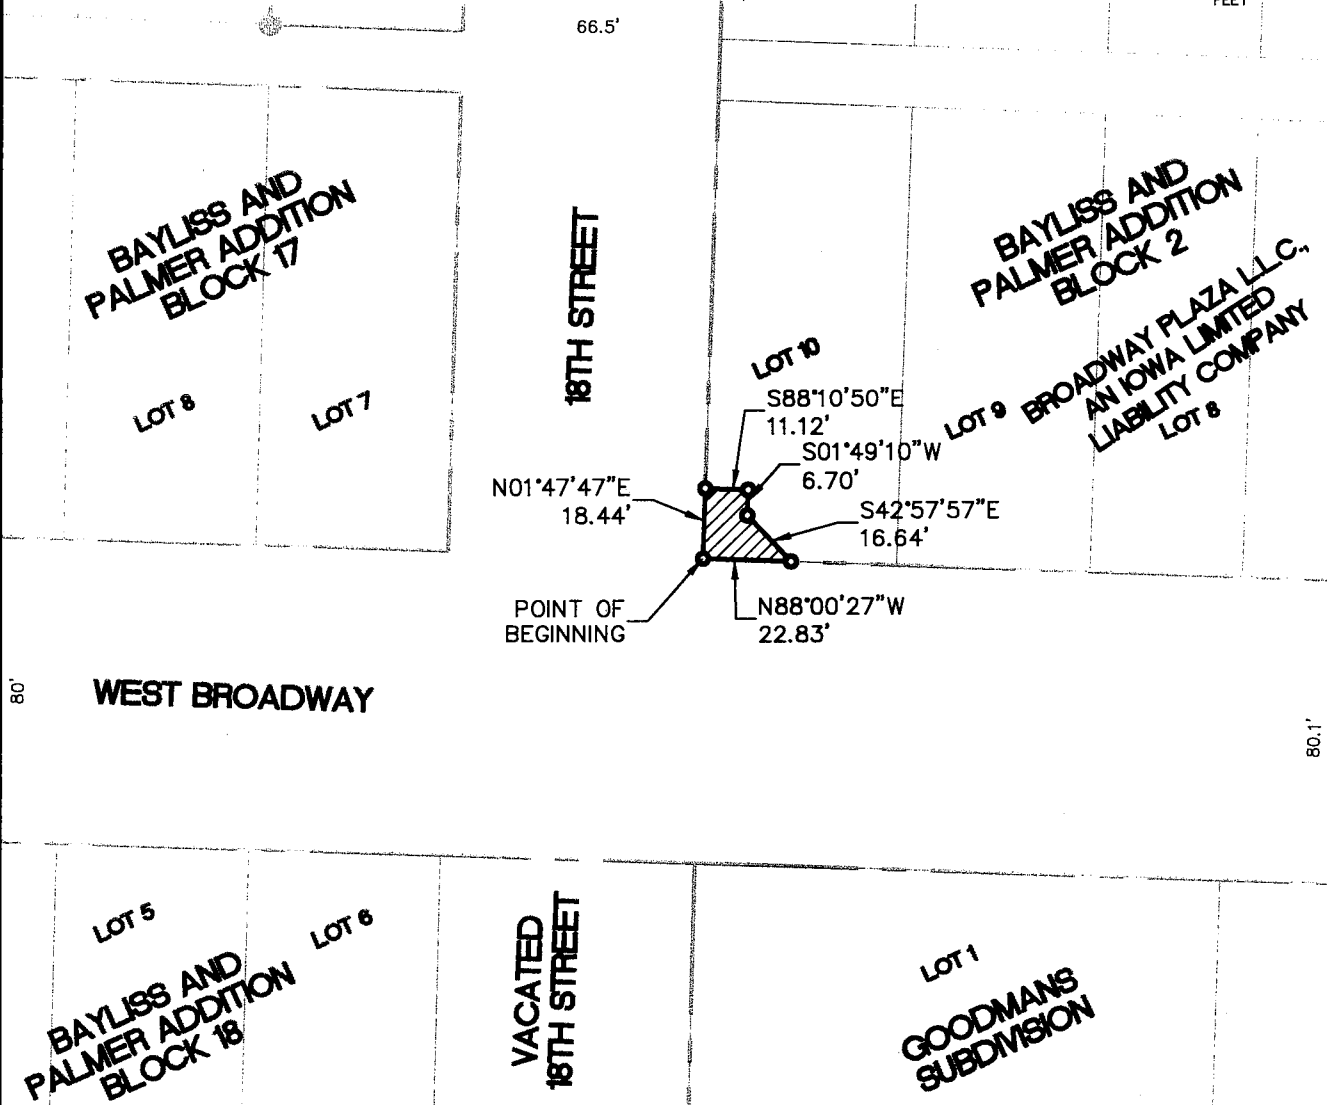 66.5'
FEET
BAYLISS AND
PALMER ADDITION
BLOCK 17
LOT 8
LOT 7
18TH STREET
BAYLISS AND
PALMER ADDITION
BLOCK 2
BROADWAY PLAZA L.L.C.,
AN IOWA LIMITED
LIABILITY COMPANY
LOT 10
LOT 9
LOT 8
S88°10'50"E
11.12'
S01°49'10"W
6.70'
N01°47'47"E
18.44'
S42°57'57"E
16.64'
POINT OF
BEGINNING
N88°00'27"W
22.83'
80'
WEST BROADWAY
80.1'
LOT 5
LOT 6
BAYLISS AND
PALMER ADDITION
BLOCK 18
VACATED
18TH STREET
LOT 1
GOODMANS
SUBDIVISION